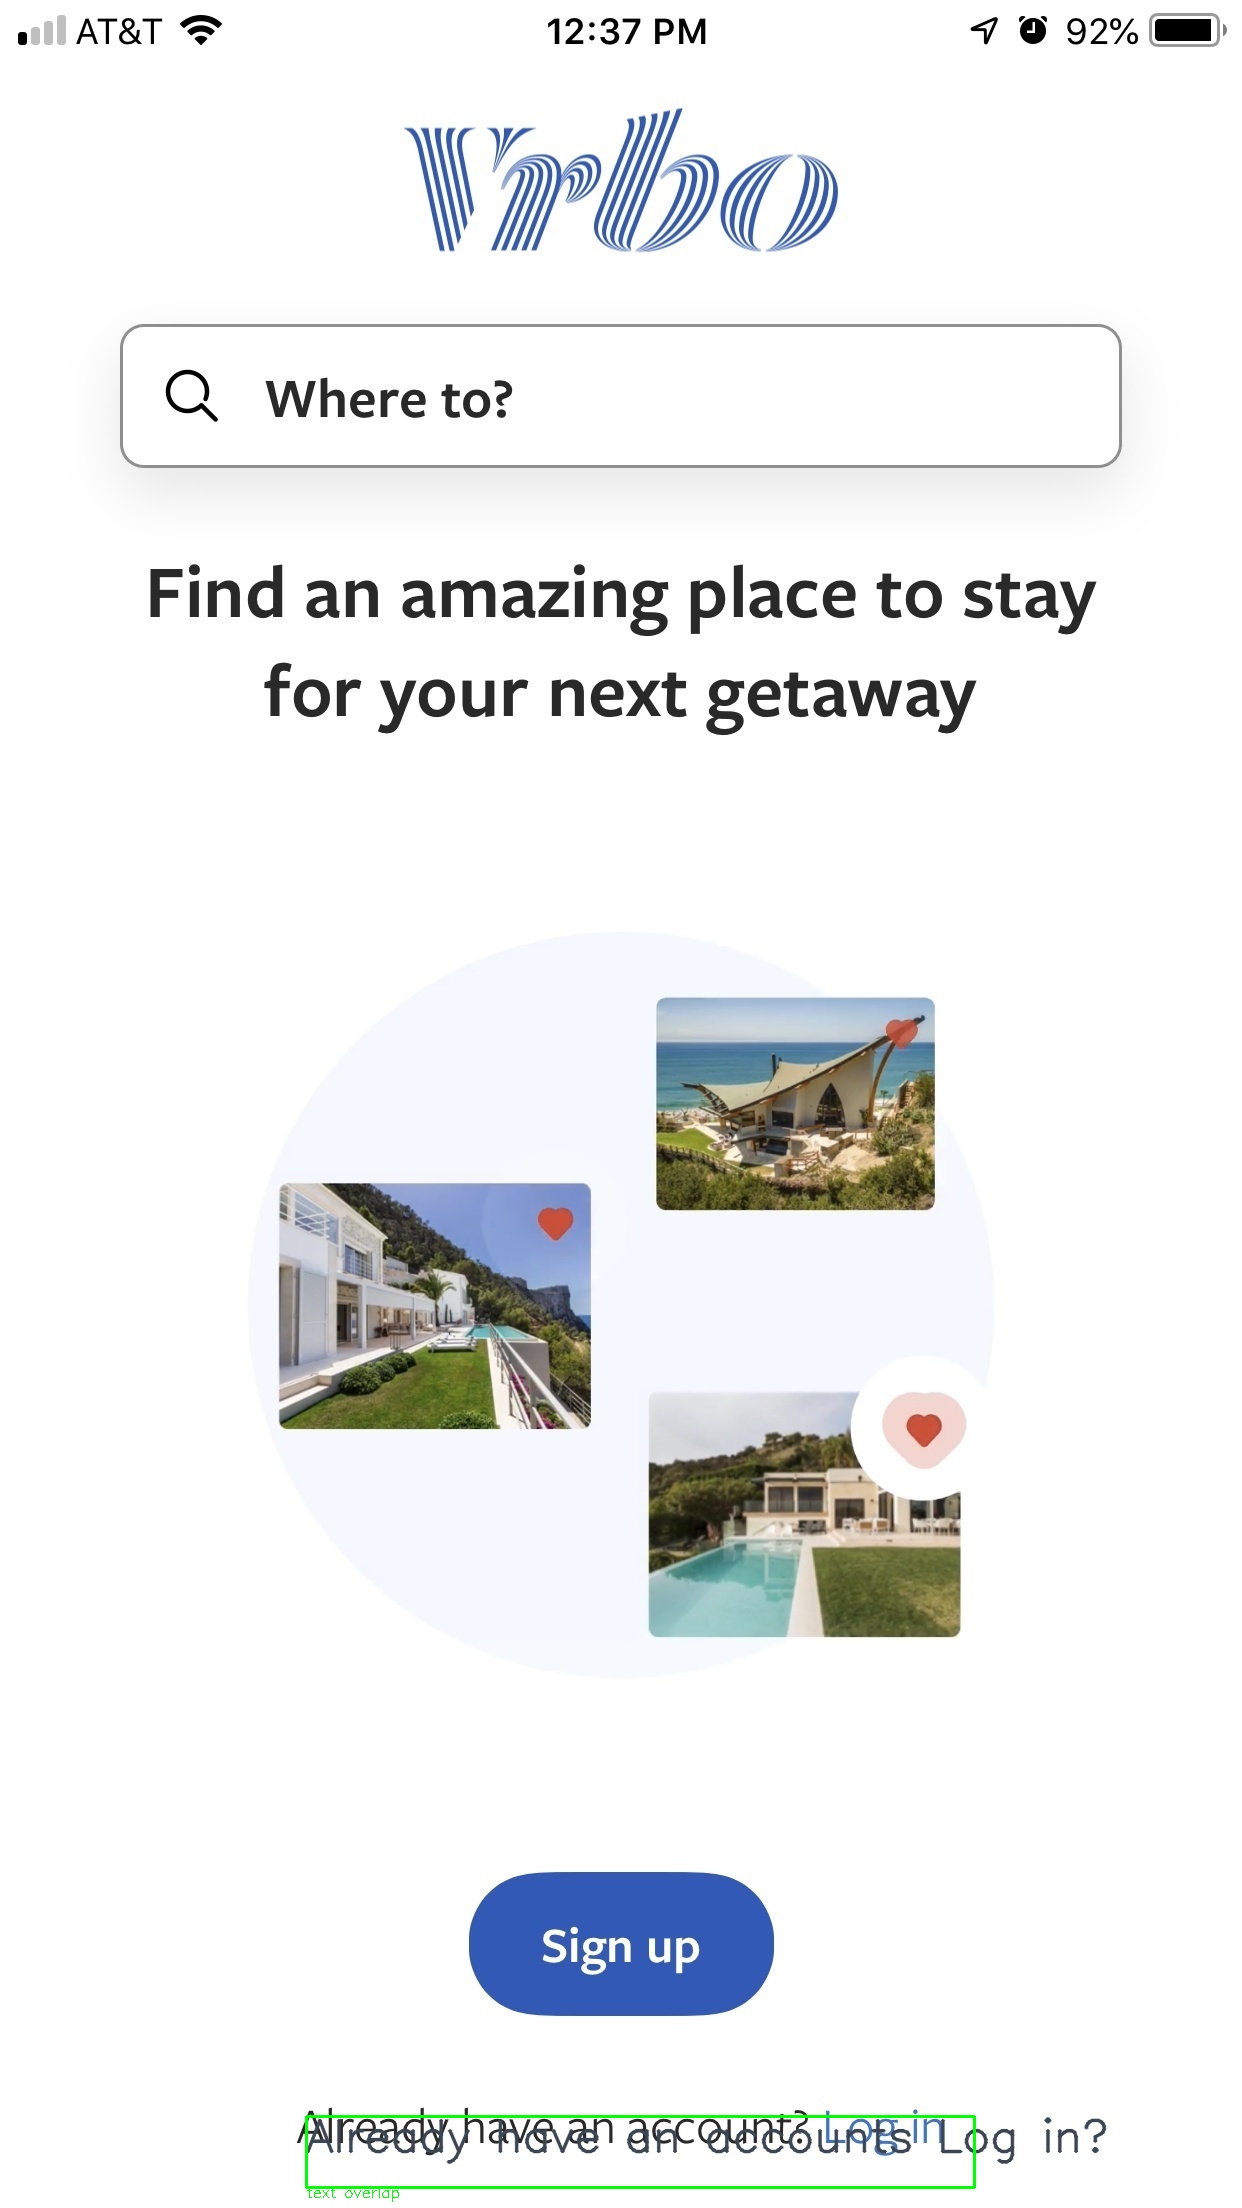 AT&T 12:37 PM 92%
Vrbo
Where to?
Find an amazing place to stay
for your next getaway
Sign up
Already have an account? Log in
Already have an accounts Log in?
text overlap